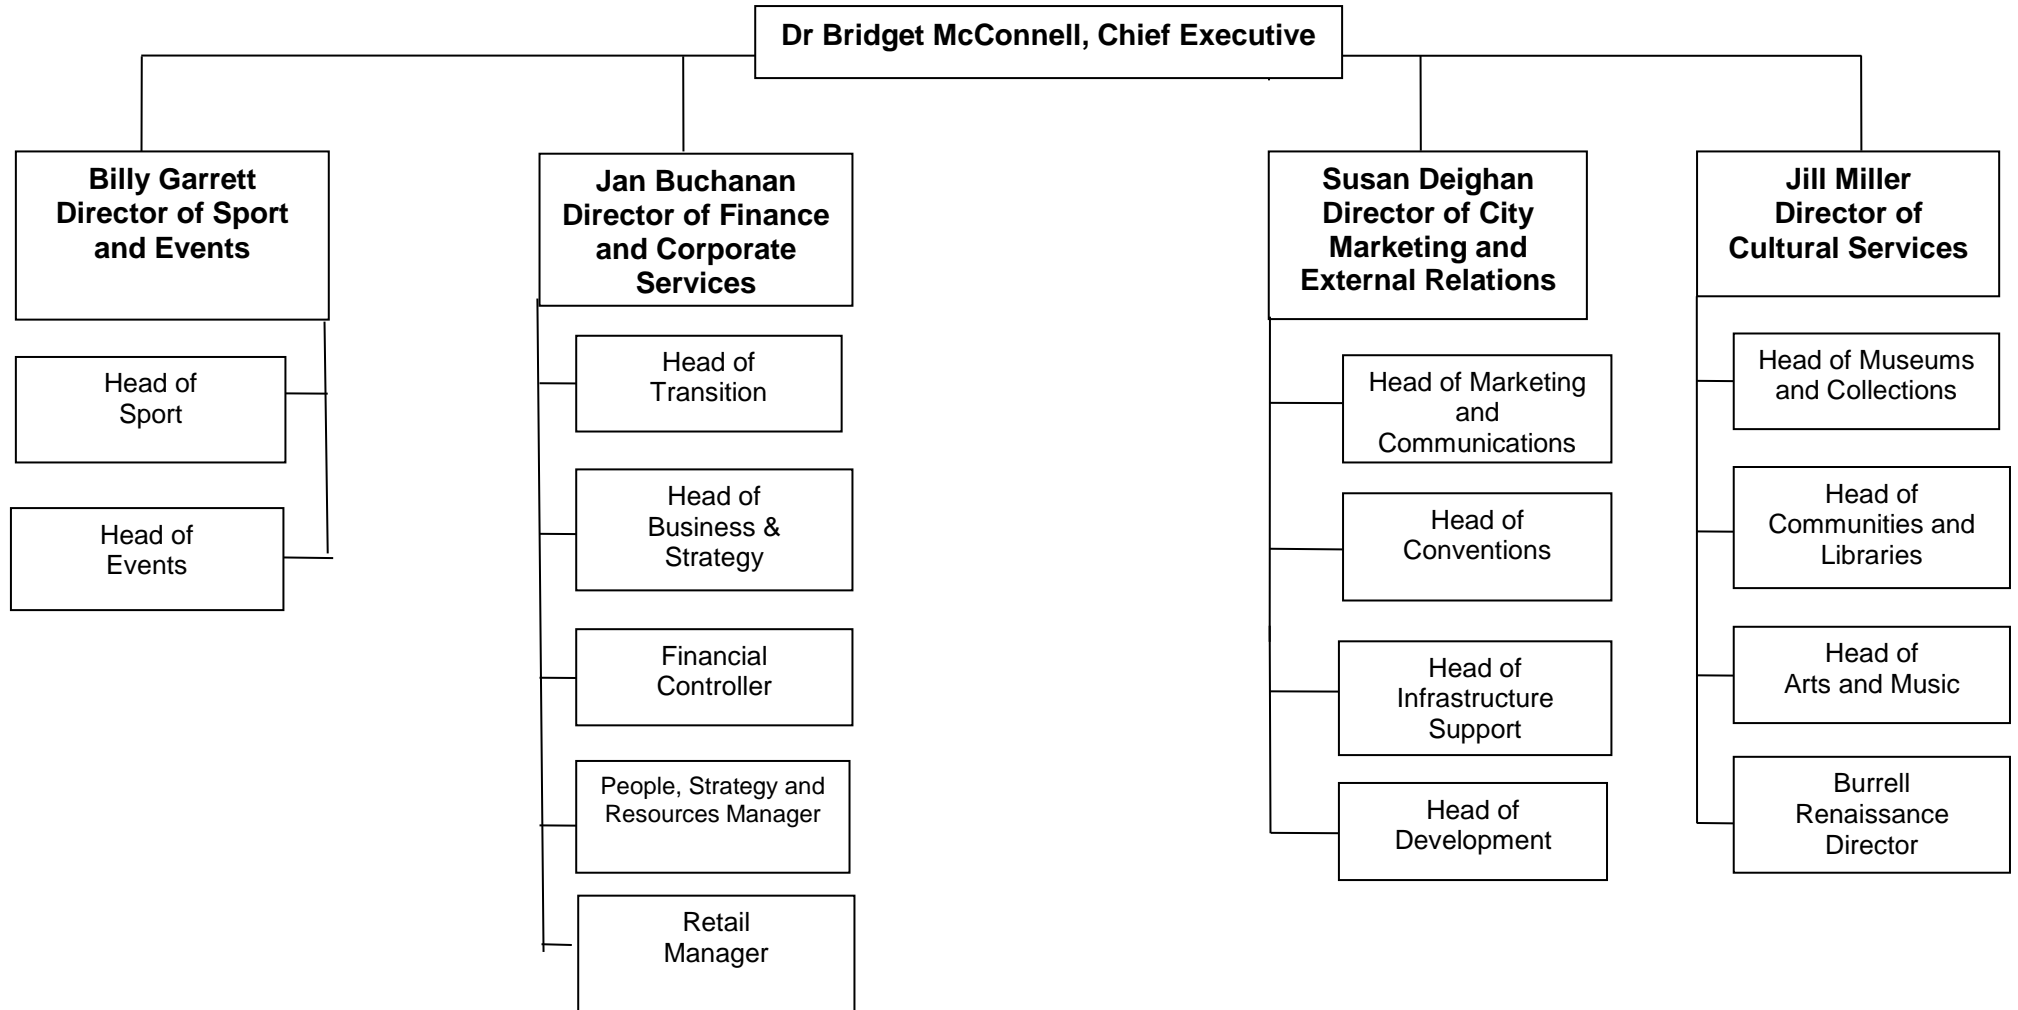 Dr Bridget McConnell, Chief Executive
Billy Garrett
Director of Sport
and Events
Head of
Sport
Head of
Events
Jan Buchanan
Director of Finance
and Corporate
Services
Head of
Transition
Head of
Business &
Strategy
Financial
Controller
People, Strategy and
Resources Manager
Retail
Manager
Susan Deighan
Director of City
Marketing and
External Relations
Head of Marketing
and
Communications
Head of
Conventions
Head of
Infrastructure
Support
Head of
Development
Jill Miller
Director of
Cultural Services
Head of Museums
and Collections
Head of
Communities and
Libraries
Head of
Arts and Music
Burrell
Renaissance
Director